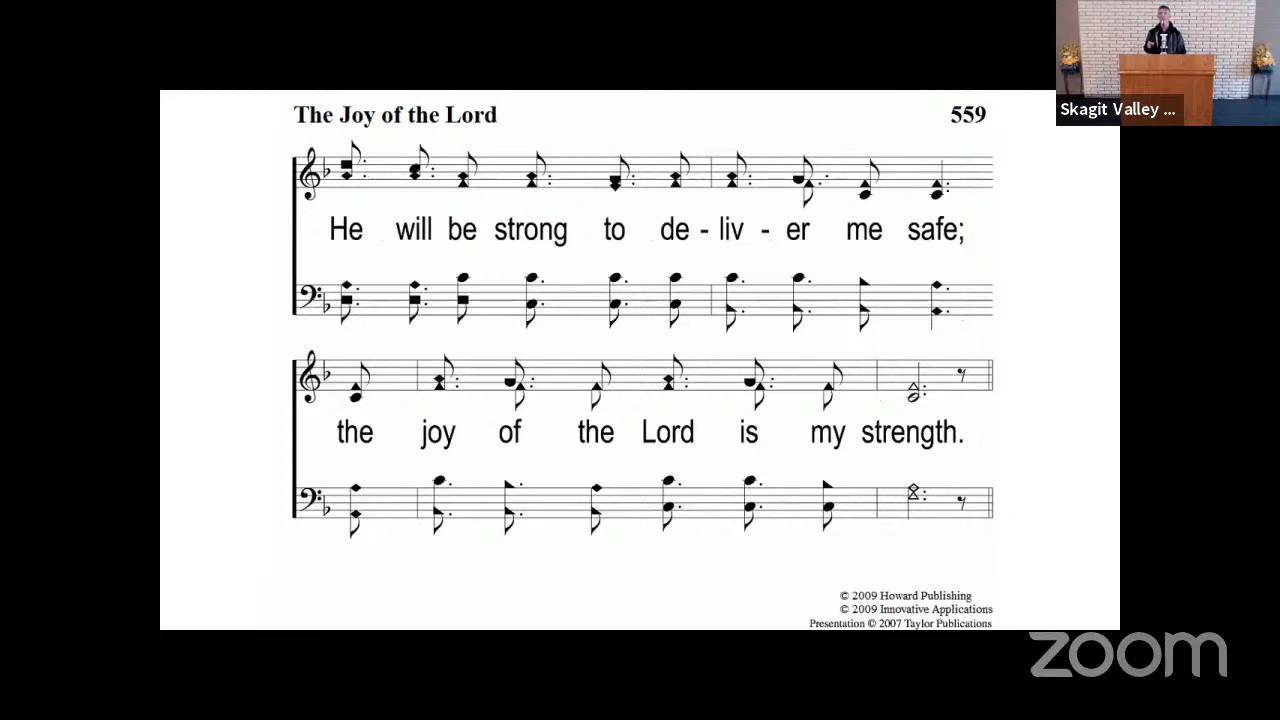 Skagit Valley ...
The Joy of the Lord 559
He will be strong to de - liv - er me safe;
the joy of the Lord is my strength.
© 2009 Howard Publishing
© 2009 Innovative Applications
Presentation © 2007 Taylor Publications
zoom